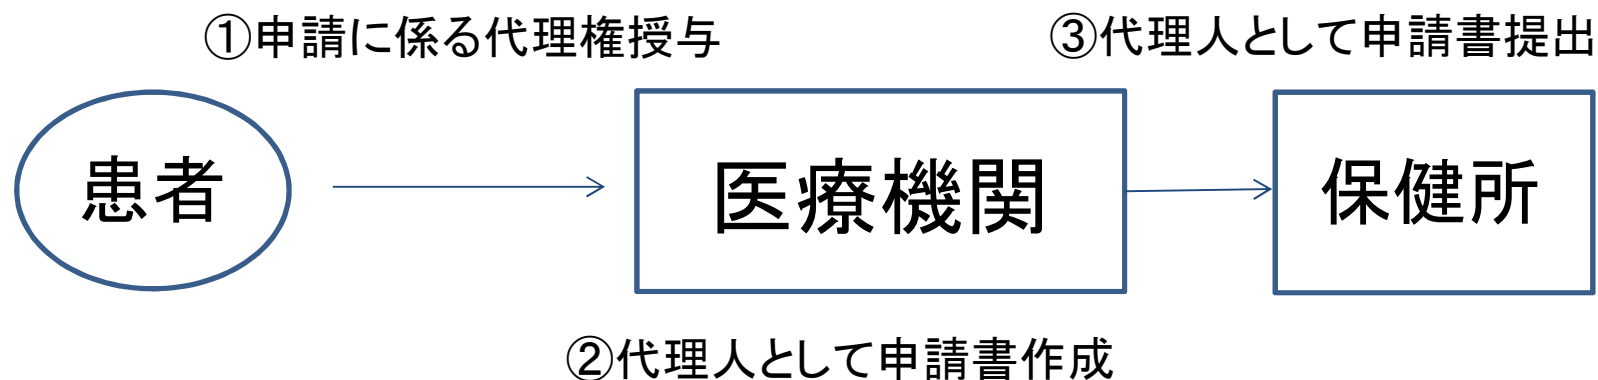 ①申請に係る代理権授与
③代理人として申請書提出
患者
医療機関
保健所
②代理人として申請書作成